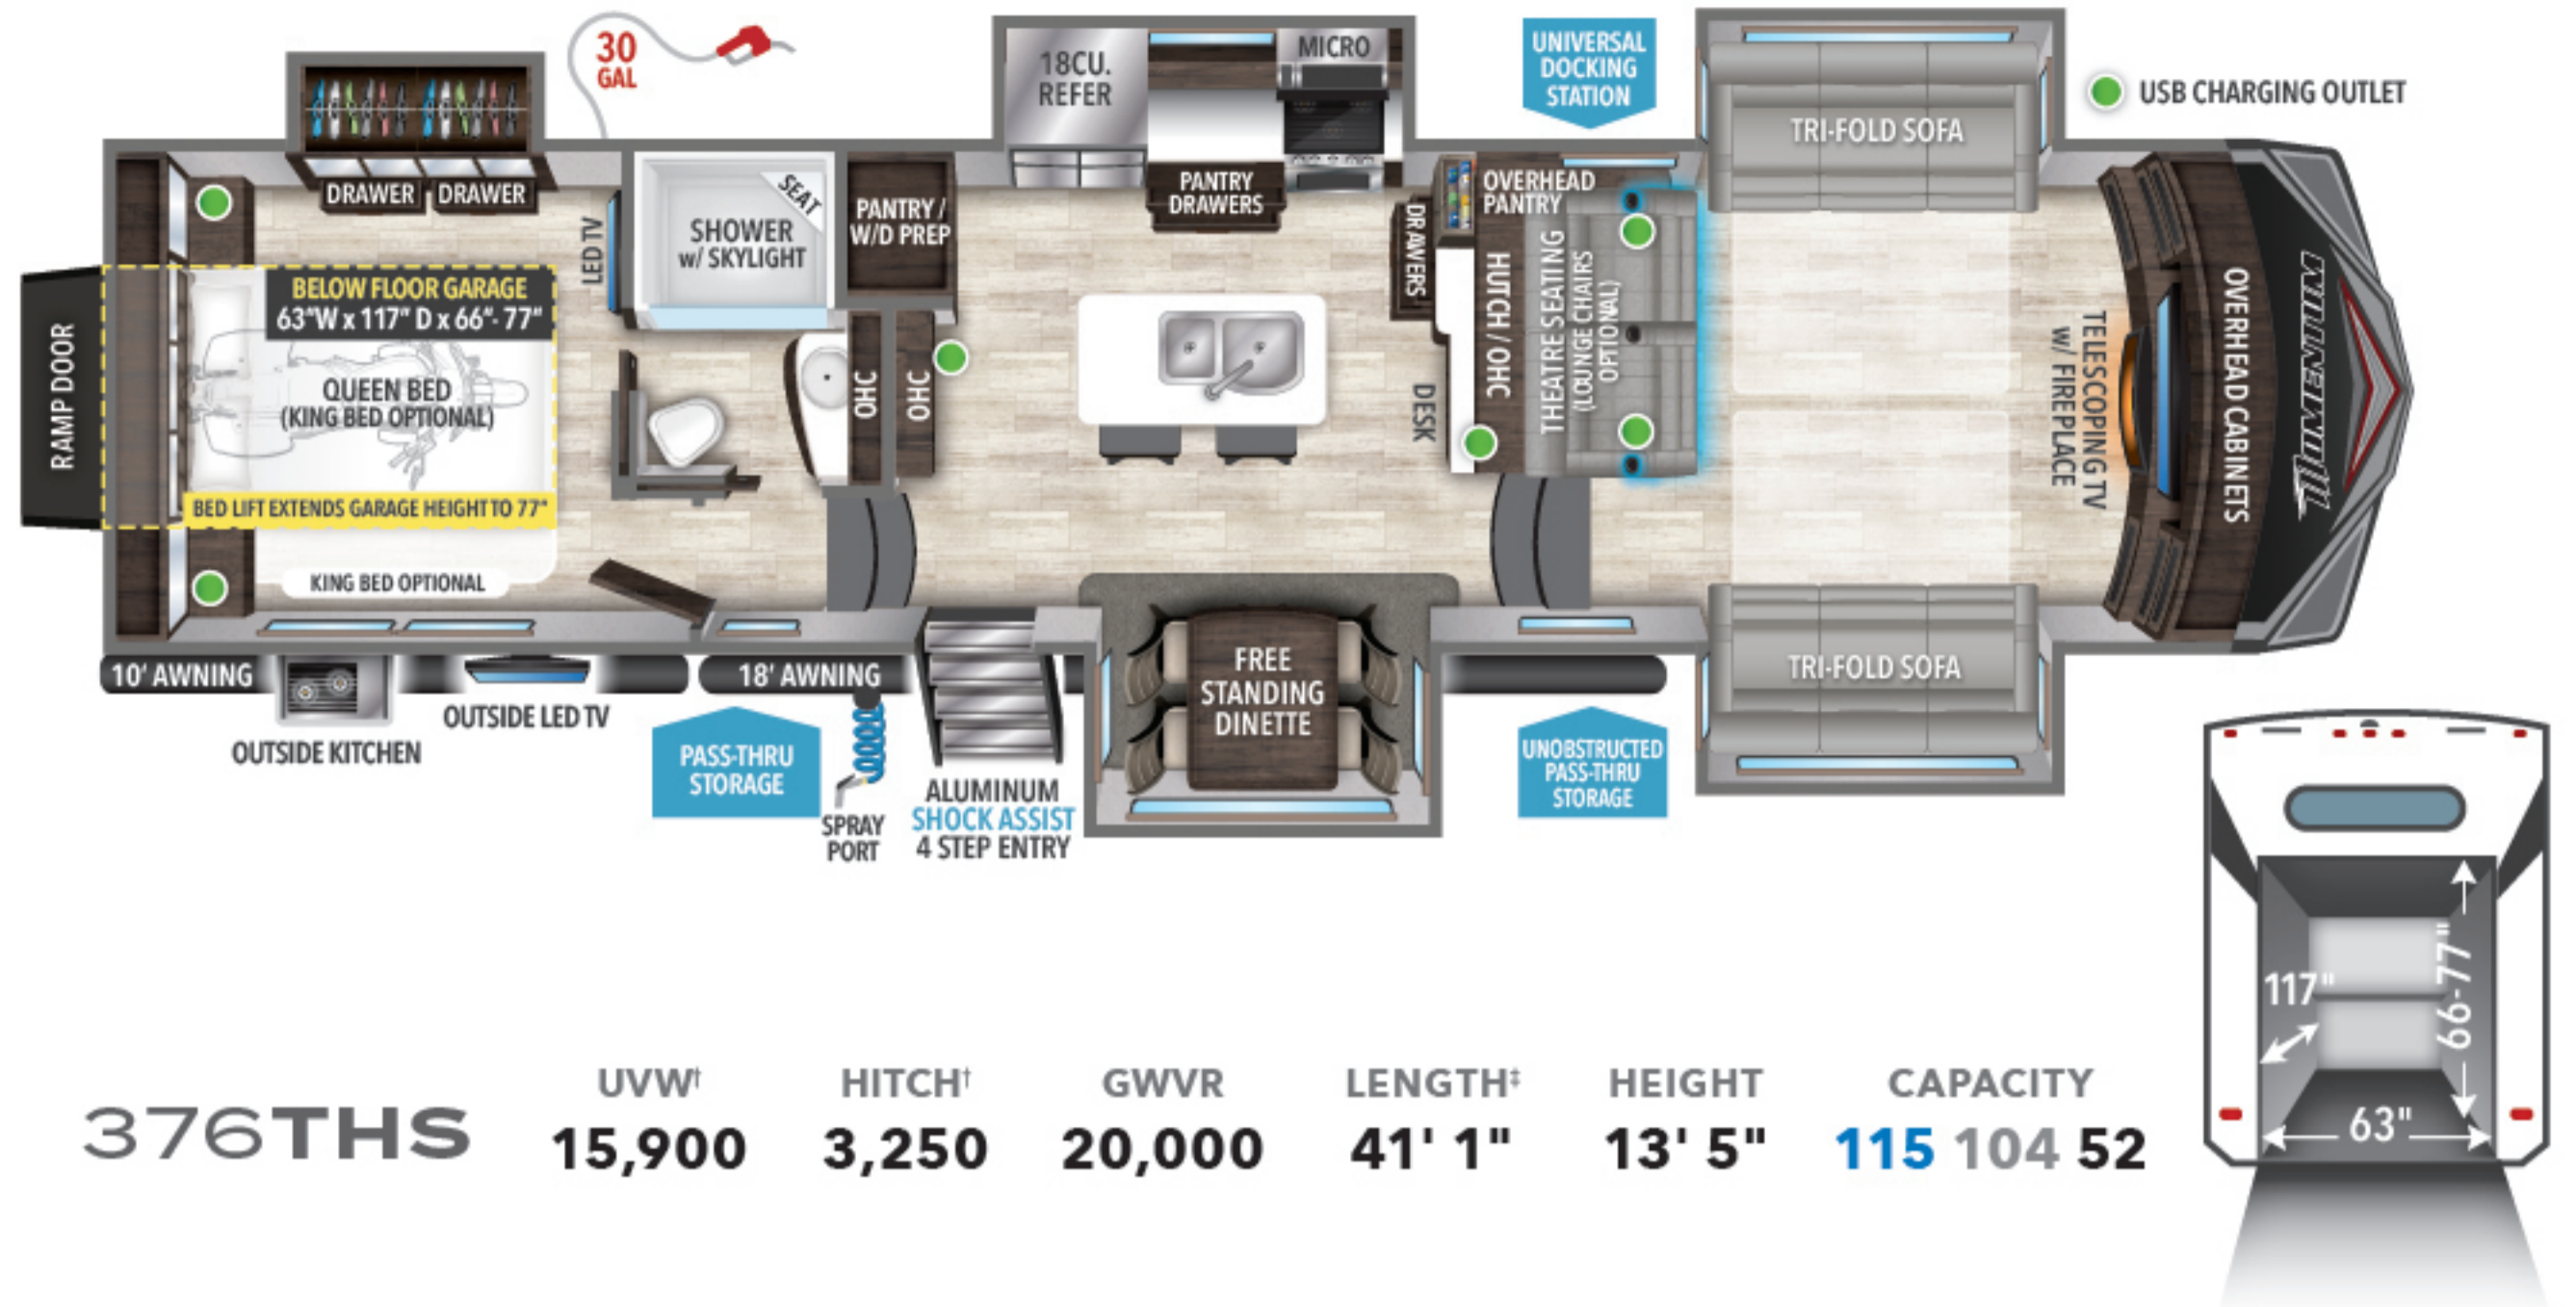 30
GAL
18CU.
REFER
MICRO
UNIVERSAL
DOCKING
STATION
TRI-FOLD SOFA
USB CHARGING OUTLET
DRAWER
DRAWER
LED TV
SEAT
SHOWER
w/ SKYLIGHT
PANTRY /
W/D PREP
PANTRY
DRAWERS
DRAWERS
OVERHEAD
PANTRY
HUTCH / OHC
THEATRE SEATING
(LOUNGE CHAIRS
OPTIONAL)
DESK
TELESCOPING TV
w/ FIREPLACE
OVERHEAD CABINETS
MOMENTUM
RAMP DOOR
BELOW FLOOR GARAGE
63"W x 117" D x 66"- 77"
QUEEN BED
(KING BED OPTIONAL)
BED LIFT EXTENDS GARAGE HEIGHT TO 77"
KING BED OPTIONAL
OHC
OHC
10' AWNING
18' AWNING
OUTSIDE KITCHEN
OUTSIDE LED TV
PASS-THRU
STORAGE
SPRAY
PORT
ALUMINUM
SHOCK ASSIST
4 STEP ENTRY
FREE
STANDING
DINETTE
UNOBSTRUCTED
PASS-THRU
STORAGE
TRI-FOLD SOFA
117"
66-77"
63"
376THS
UVW† HITCH† GWVR LENGTH‡ HEIGHT CAPACITY
15,900 3,250 20,000 41' 1" 13' 5" 115 104 52